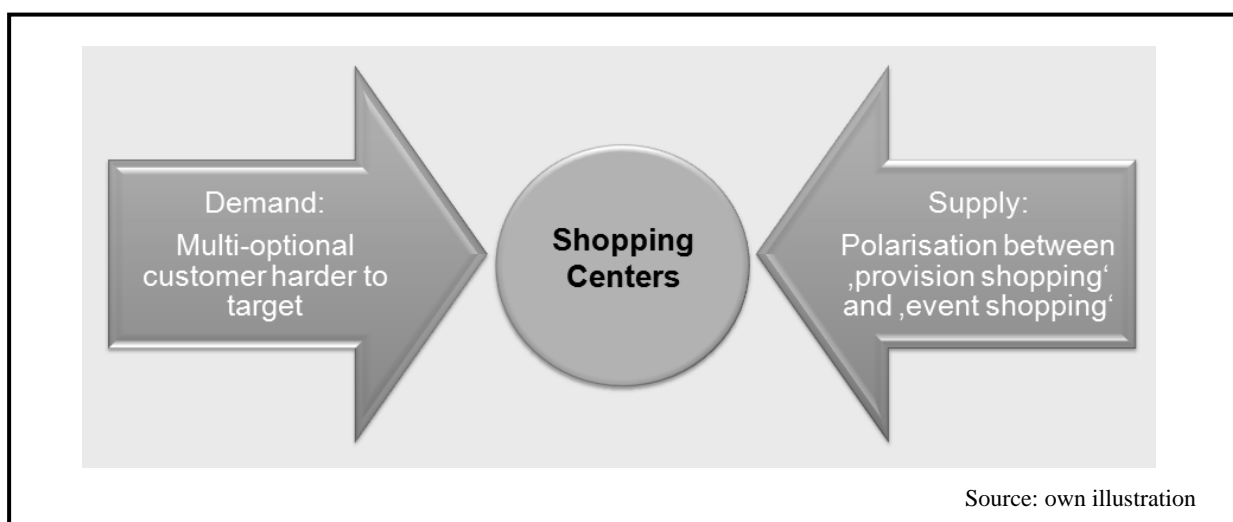 Demand:
Multi-optional
customer harder to
target
Shopping
Centers
Supply:
Polarisation between
‚provision shopping‘
and ‚event shopping‘
Source: own illustration